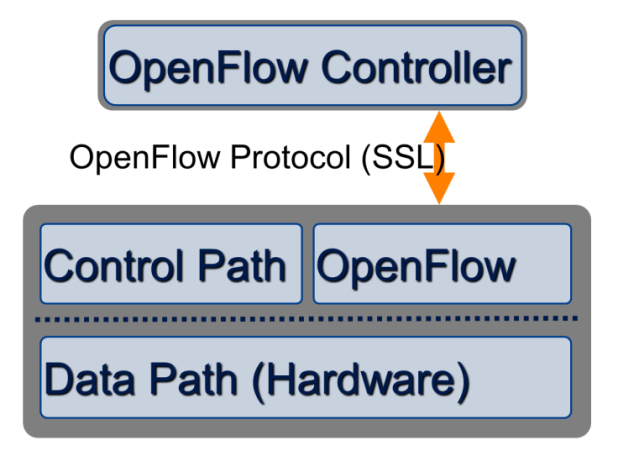 OpenFlow Controller
OpenFlow Protocol (SSL)
Control Path
OpenFlow
Data Path (Hardware)